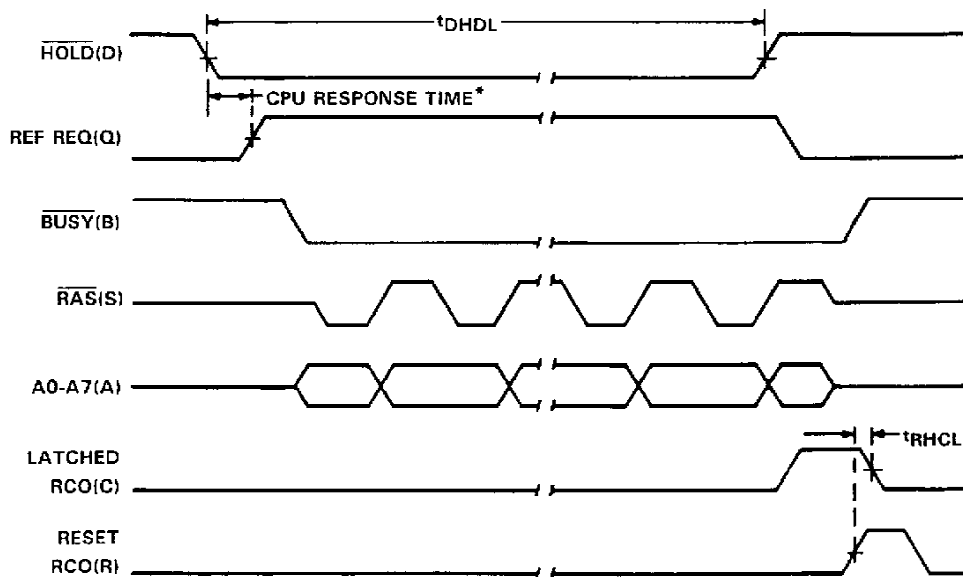 tDHDL
HOLD(D)
CPU RESPONSE TIME*
REF REQ(Q)
BUSY(B)
RAS(S)
A0-A7(A)
tRHCL
LATCHED
RCO(C)
RESET
RCO(R)